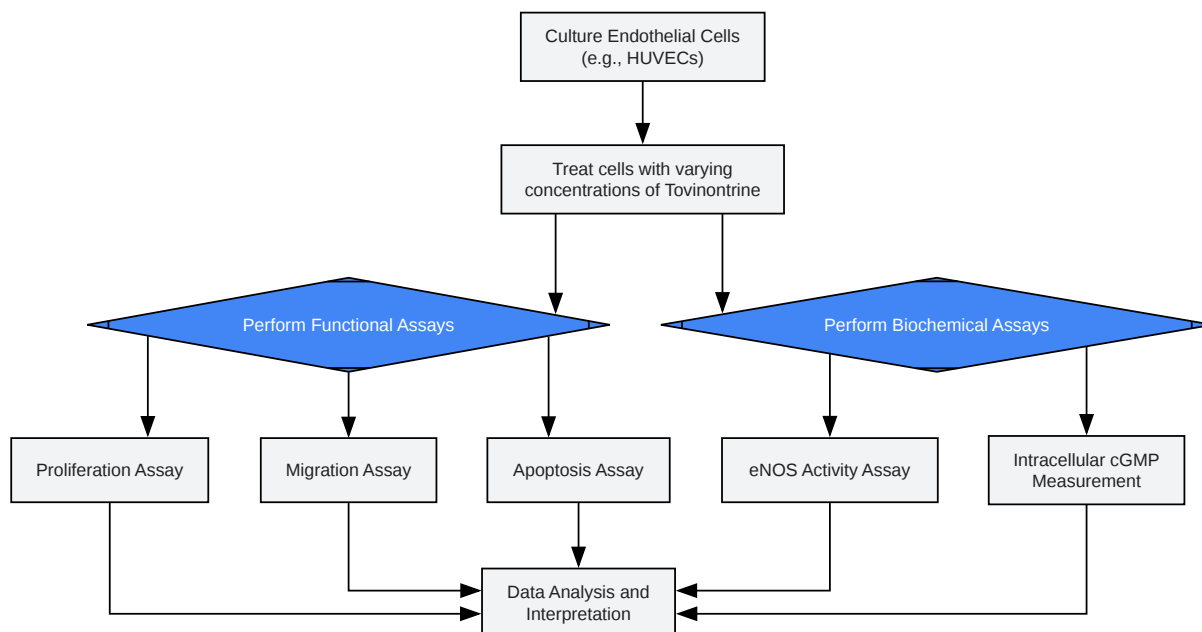 Culture Endothelial Cells
(e.g., HUVECs)
Treat cells with varying
concentrations of Tovinontrine
Perform Functional Assays
Perform Biochemical Assays
Proliferation Assay
Migration Assay
Apoptosis Assay
eNOS Activity Assay
Intracellular cGMP
Measurement
Data Analysis and
Interpretation